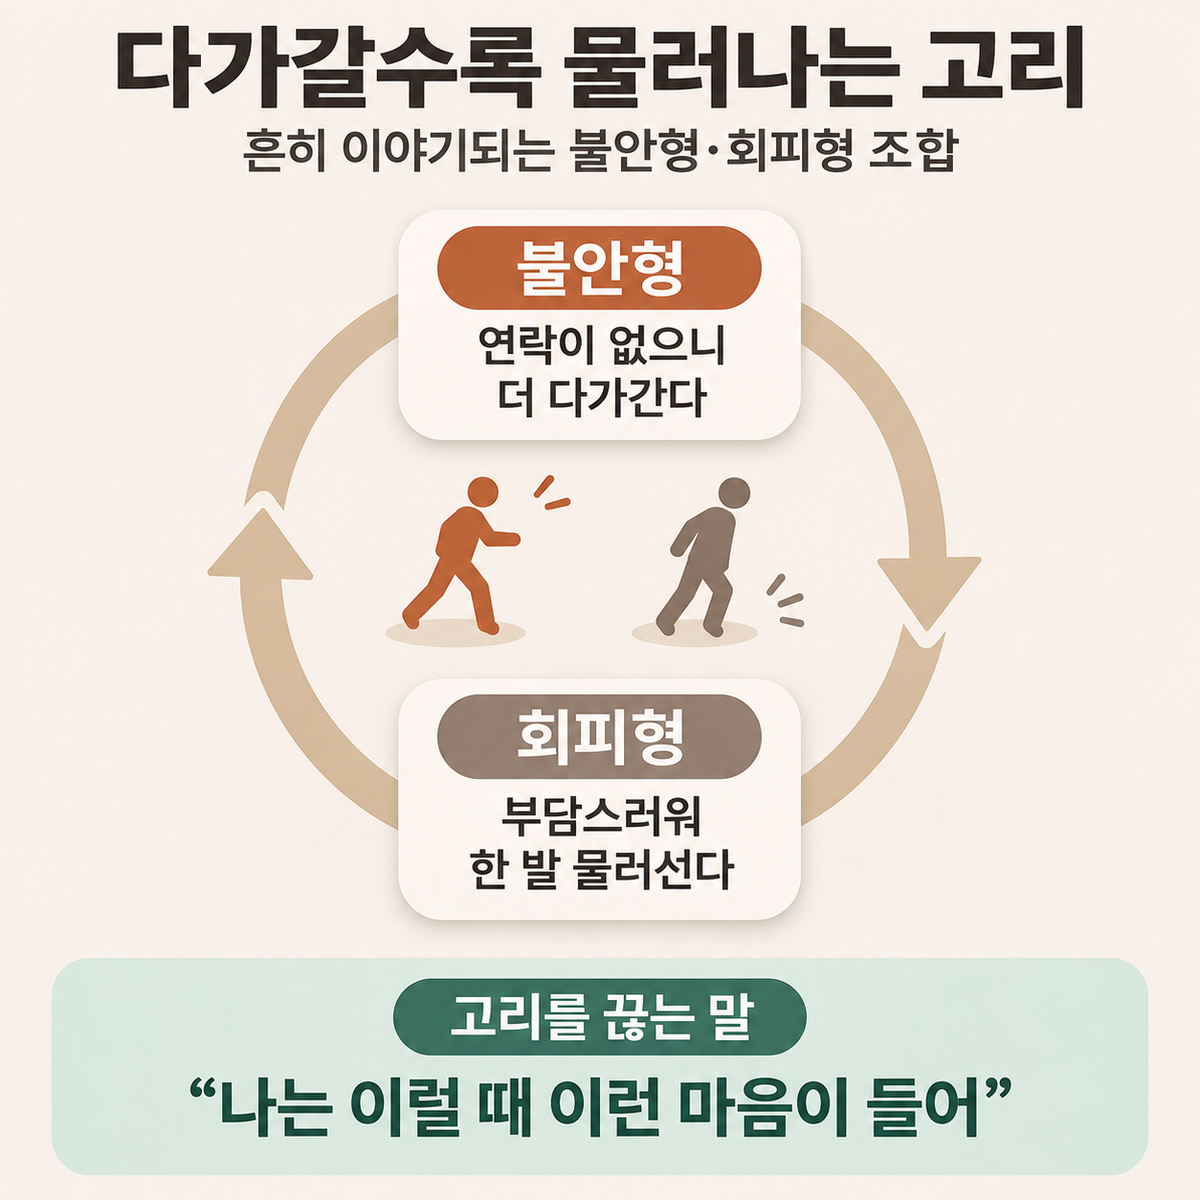 다가갈수록 물러나는 고리
흔히 이야기되는 불안형·회피형 조합
불안형
연락이 없으니
더 다가간다
회피형
부담스러워
한 발 물러선다
고리를 끊는 말
“나는 이럴 때 이런 마음이 들어”